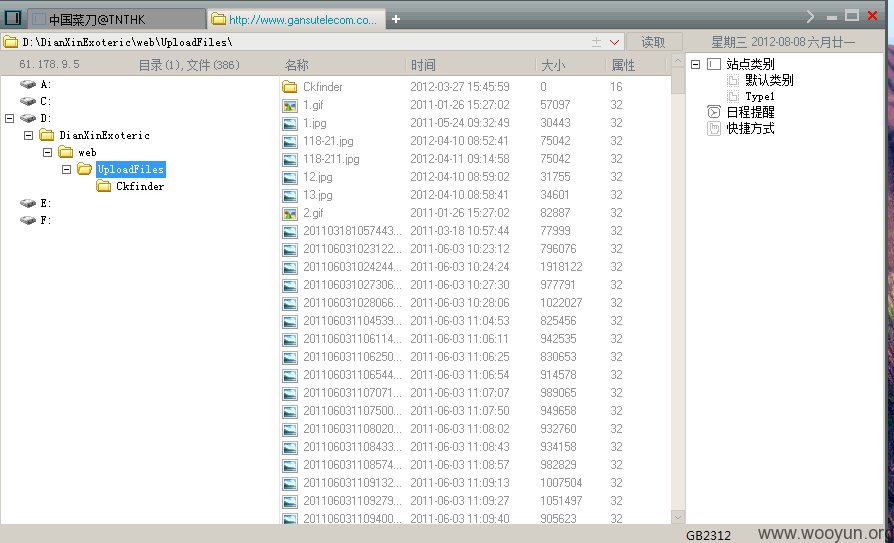 中国菜刀@TNTHK
http://www.gansutelecom.co...
+
D:\DianXinExoteric\web\UploadFiles\
读取
星期三 2012-08-08 六月廿一
61.178.9.5 目录(1),文件(386)
名称 时间 大小 属性
A:
C:
D:
DianXinExoteric
web
UploadFiles
Ckfinder
E:
F:
Ckfinder 2012-03-27 15:45:59 0 16
1.gif 2011-01-26 15:27:02 57097 32
1.jpg 2011-05-24 09:32:49 30443 32
118-21.jpg 2012-04-10 08:52:41 75042 32
118-211.jpg 2012-04-11 09:14:58 75042 32
12.jpg 2012-04-10 08:59:02 31755 32
13.jpg 2012-04-10 08:58:41 34601 32
2.gif 2011-01-26 15:27:02 82887 32
201103181057443... 2011-03-18 10:57:44 77999 32
201106031023122... 2011-06-03 10:23:12 796076 32
201106031024244... 2011-06-03 10:24:24 1918122 32
201106031027306... 2011-06-03 10:27:30 977791 32
201106031028066... 2011-06-03 10:28:06 1022027 32
201106031104539... 2011-06-03 11:04:53 825456 32
201106031106114... 2011-06-03 11:06:11 942535 32
201106031106250... 2011-06-03 11:06:25 830653 32
201106031106544... 2011-06-03 11:06:54 914578 32
201106031107071... 2011-06-03 11:07:07 989065 32
201106031107500... 2011-06-03 11:07:50 949658 32
201106031108020... 2011-06-03 11:08:02 932760 32
201106031108433... 2011-06-03 11:08:43 934158 32
201106031108574... 2011-06-03 11:08:57 982829 32
201106031109132... 2011-06-03 11:09:13 1007504 32
201106031109279... 2011-06-03 11:09:27 1051497 32
201106031109400... 2011-06-03 11:09:40 905623 32
站点类别
默认类别
Type1
日程提醒
快捷方式
GB2312
www.wooyun.org